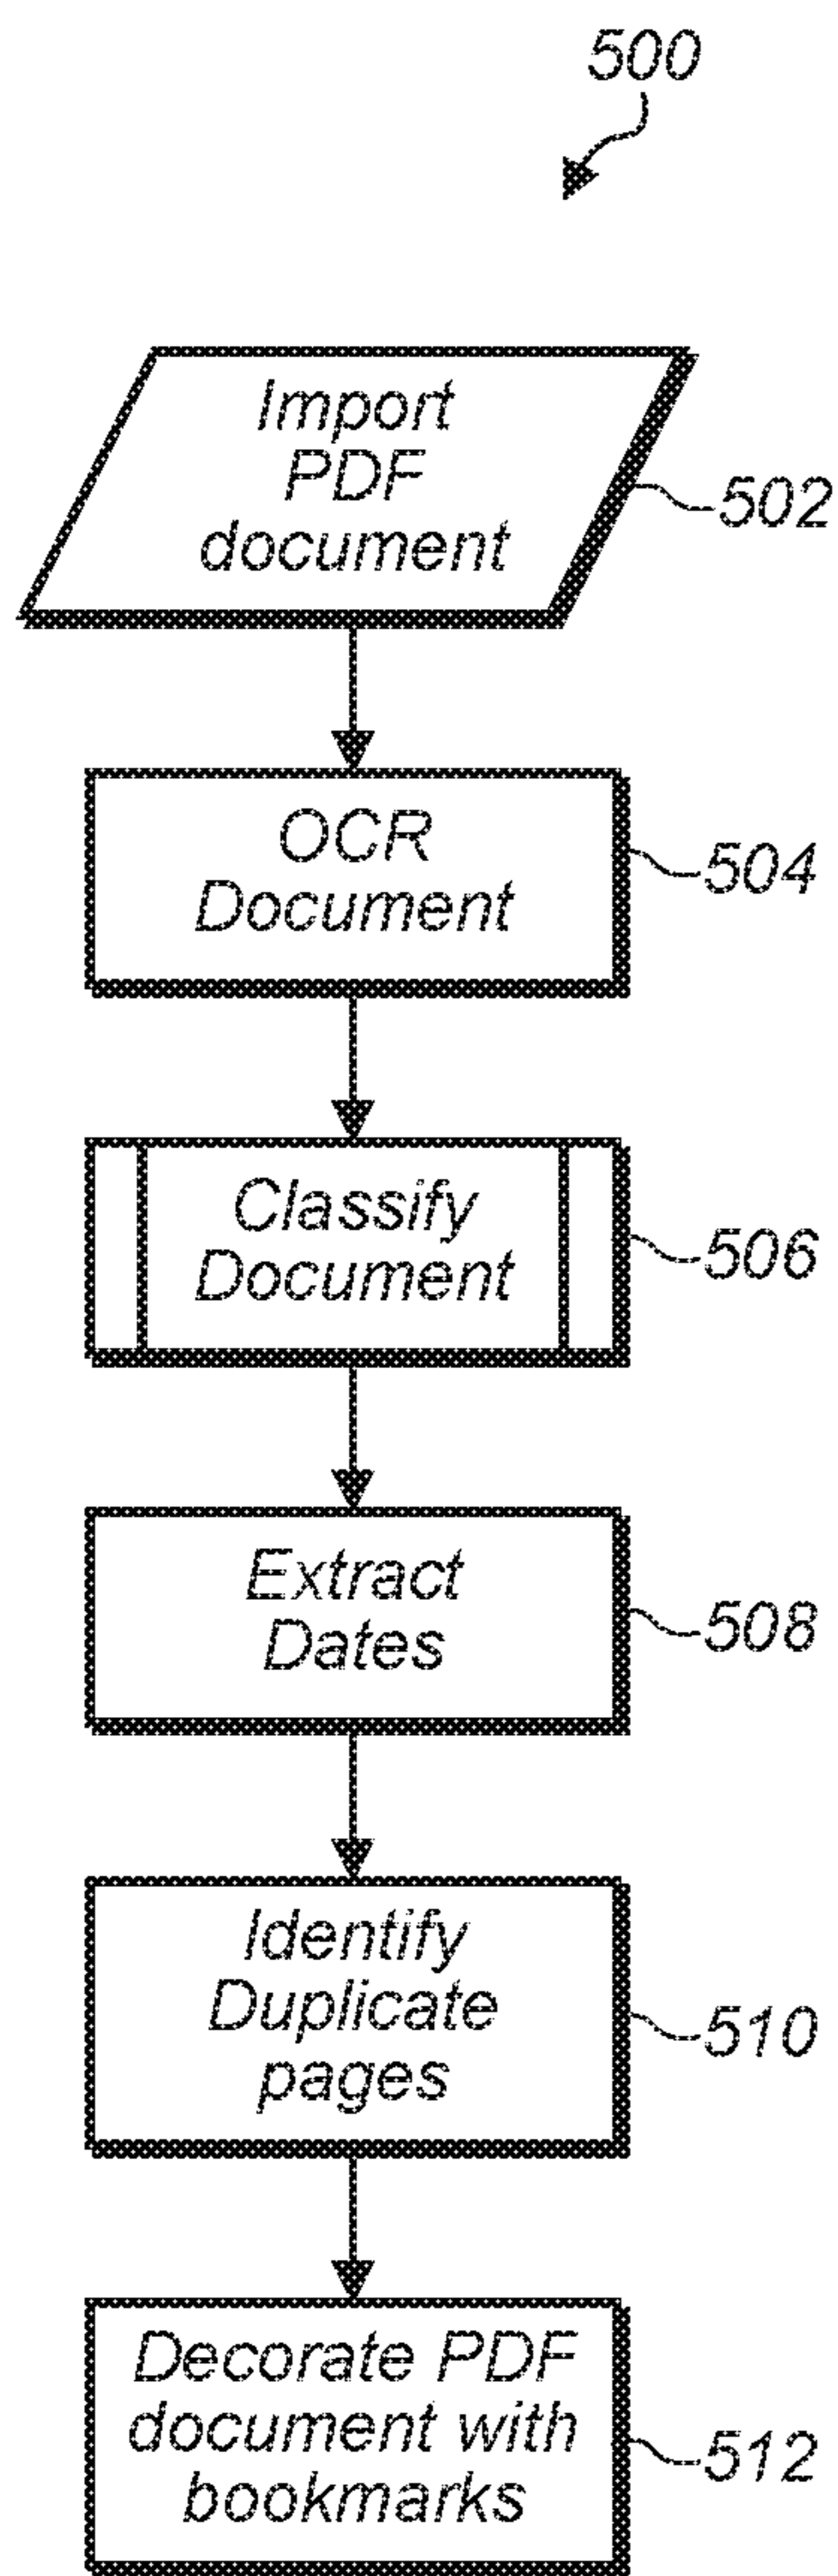 500
Import
PDF
document
502
OCR
Document
504
Classify
Document
506
Extract
Dates
508
Identify
Duplicate
pages
510
Decorate PDF
document with
bookmarks
512